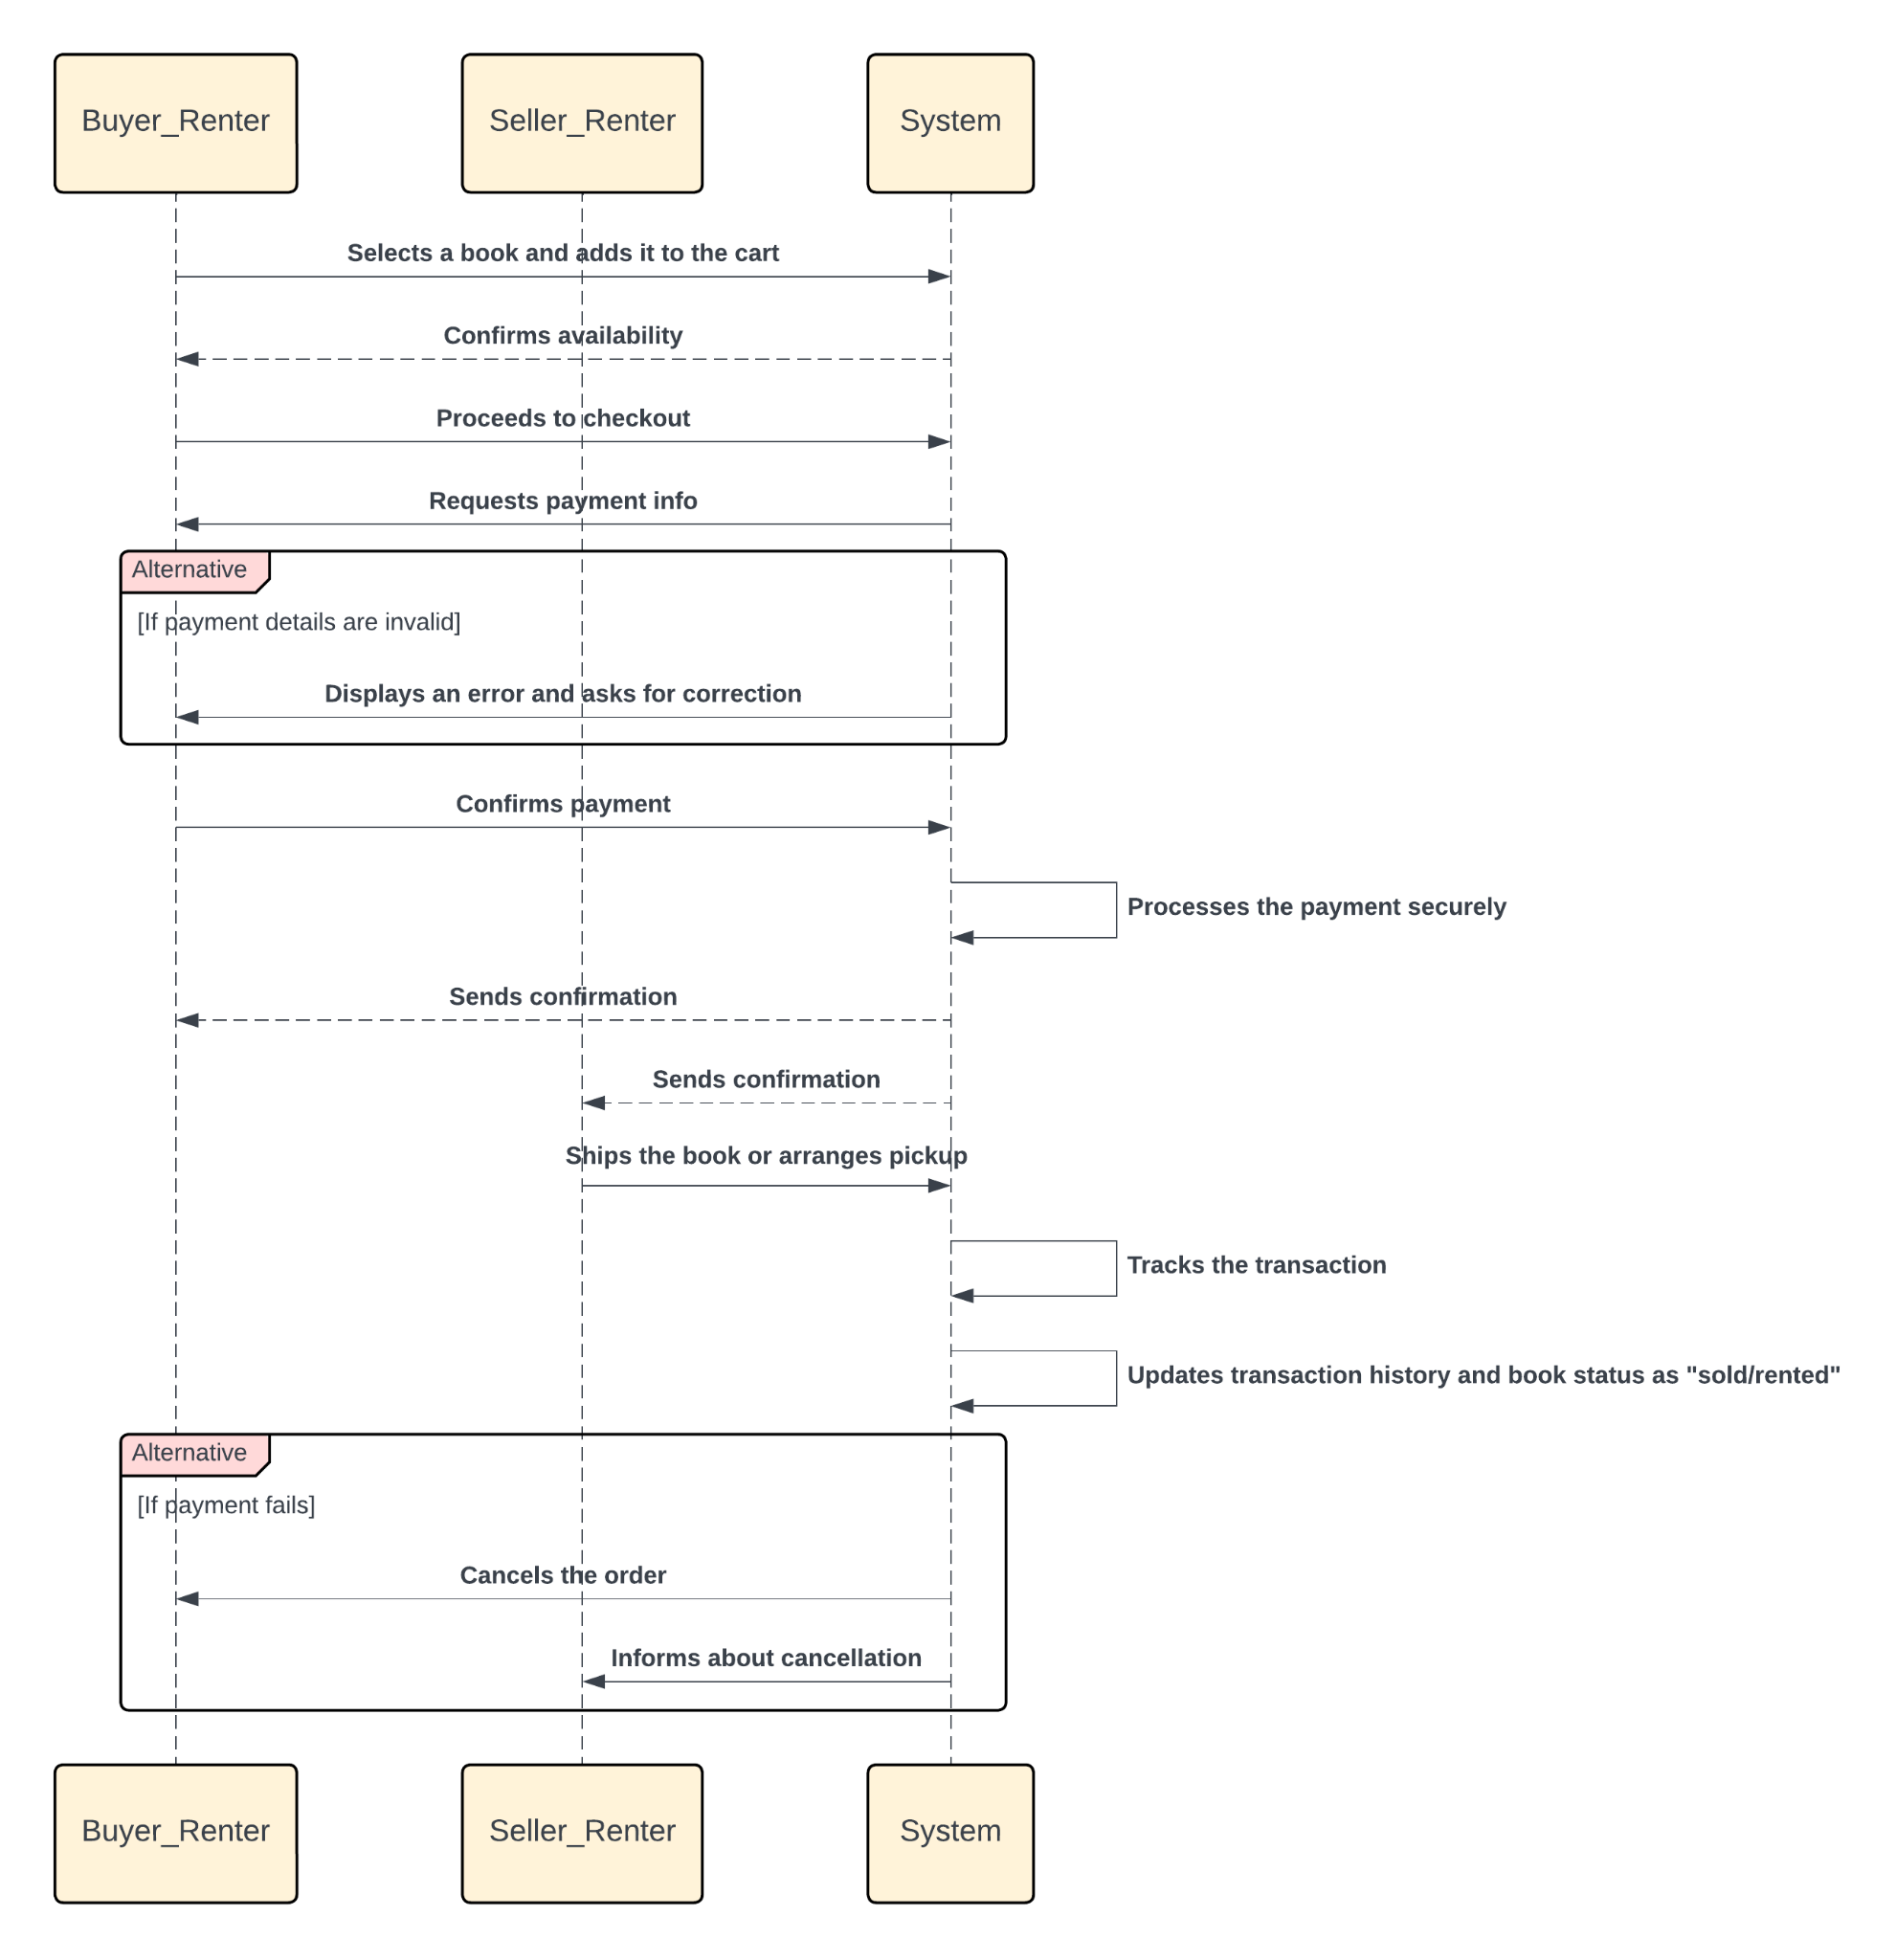 Buyer_Renter
Seller_Renter
System
Selects a book and adds it to the cart
Confirms availability
Proceeds to checkout
Requests payment info
Alternative
[If payment details are invalid]
Displays an error and asks for correction
Confirms payment
Processes the payment securely
Sends confirmation
Sends confirmation
Ships the book or arranges pickup
Tracks the transaction
Updates transaction history and book status as "sold/rented"
Alternative
[If payment fails]
Cancels the order
Informs about cancellation
Buyer_Renter
Seller_Renter
System